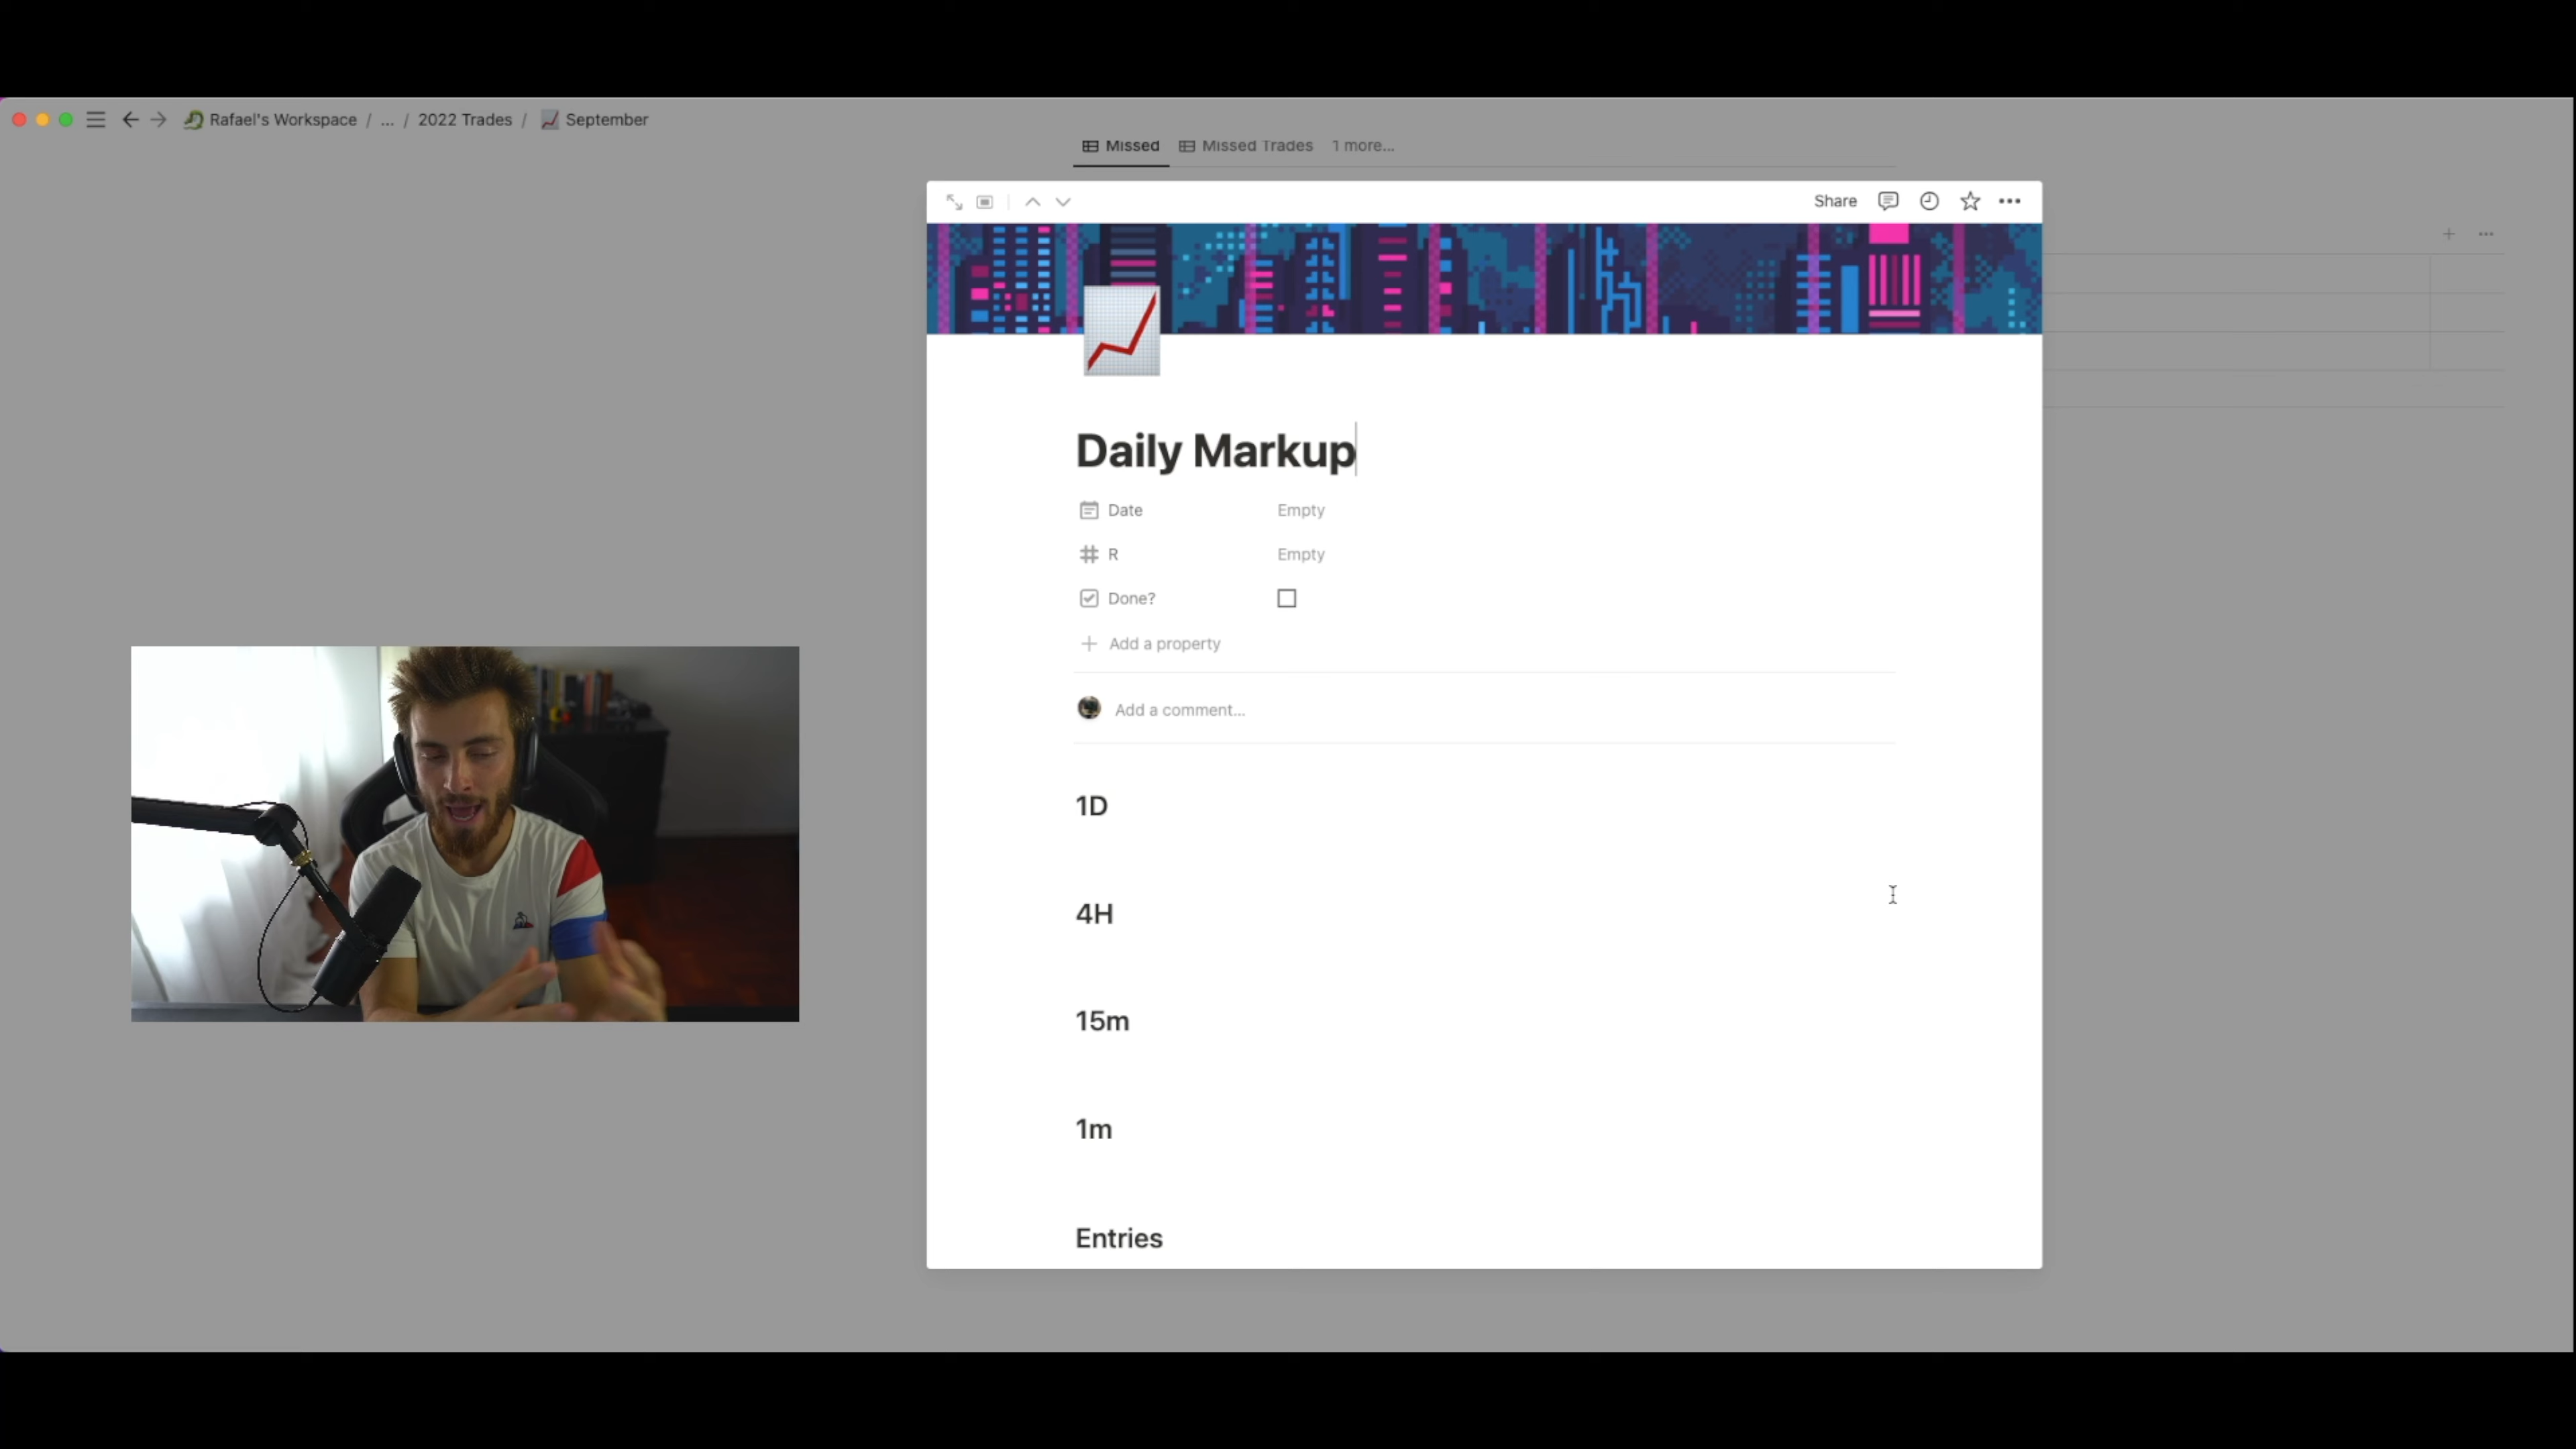 Rafael's Workspace / ... / 2022 Trades / September
Missed Missed Trades 1 more...
Share
Daily Markup
Date Empty
R Empty
Done?
Add a property
Add a comment...
1D
4H
15m
1m
Entries